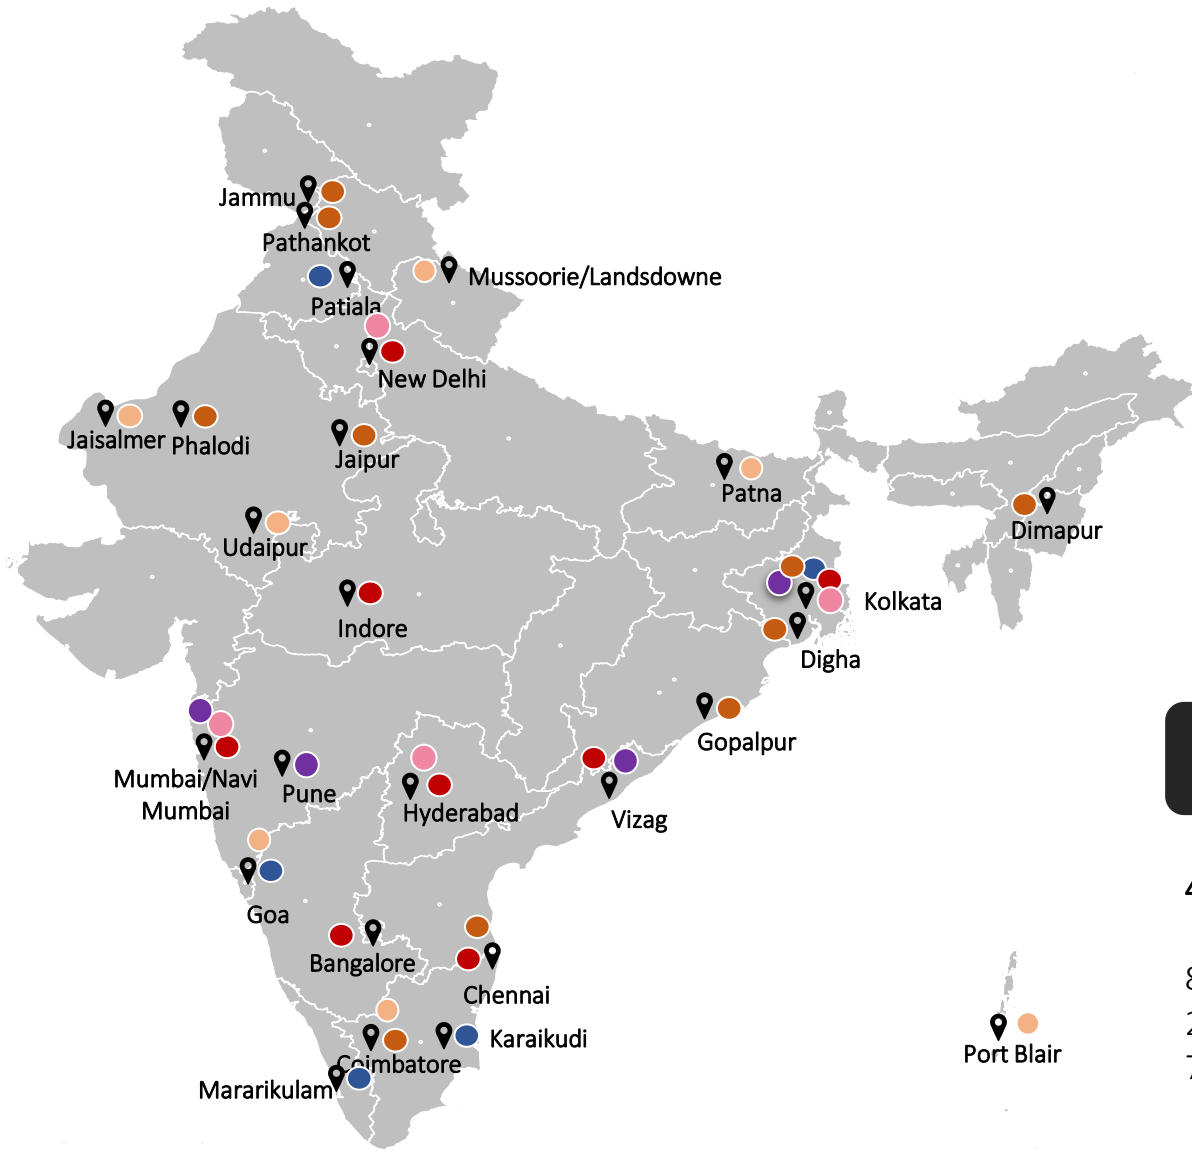 Jammu
Pathankot
Mussoorie/Landsdowne
Patiala
New Delhi
Jaisalmer
Phalodi
Jaipur
Patna
Dimapur
Udaipur
Indore
Kolkata
Digha
Gopalpur
Mumbai/Navi
Mumbai
Pune
Hyderabad
Vizag
Goa
Bangalore
Chennai
Karaikudi
Coimbatore
Mararikulam
Port Blair